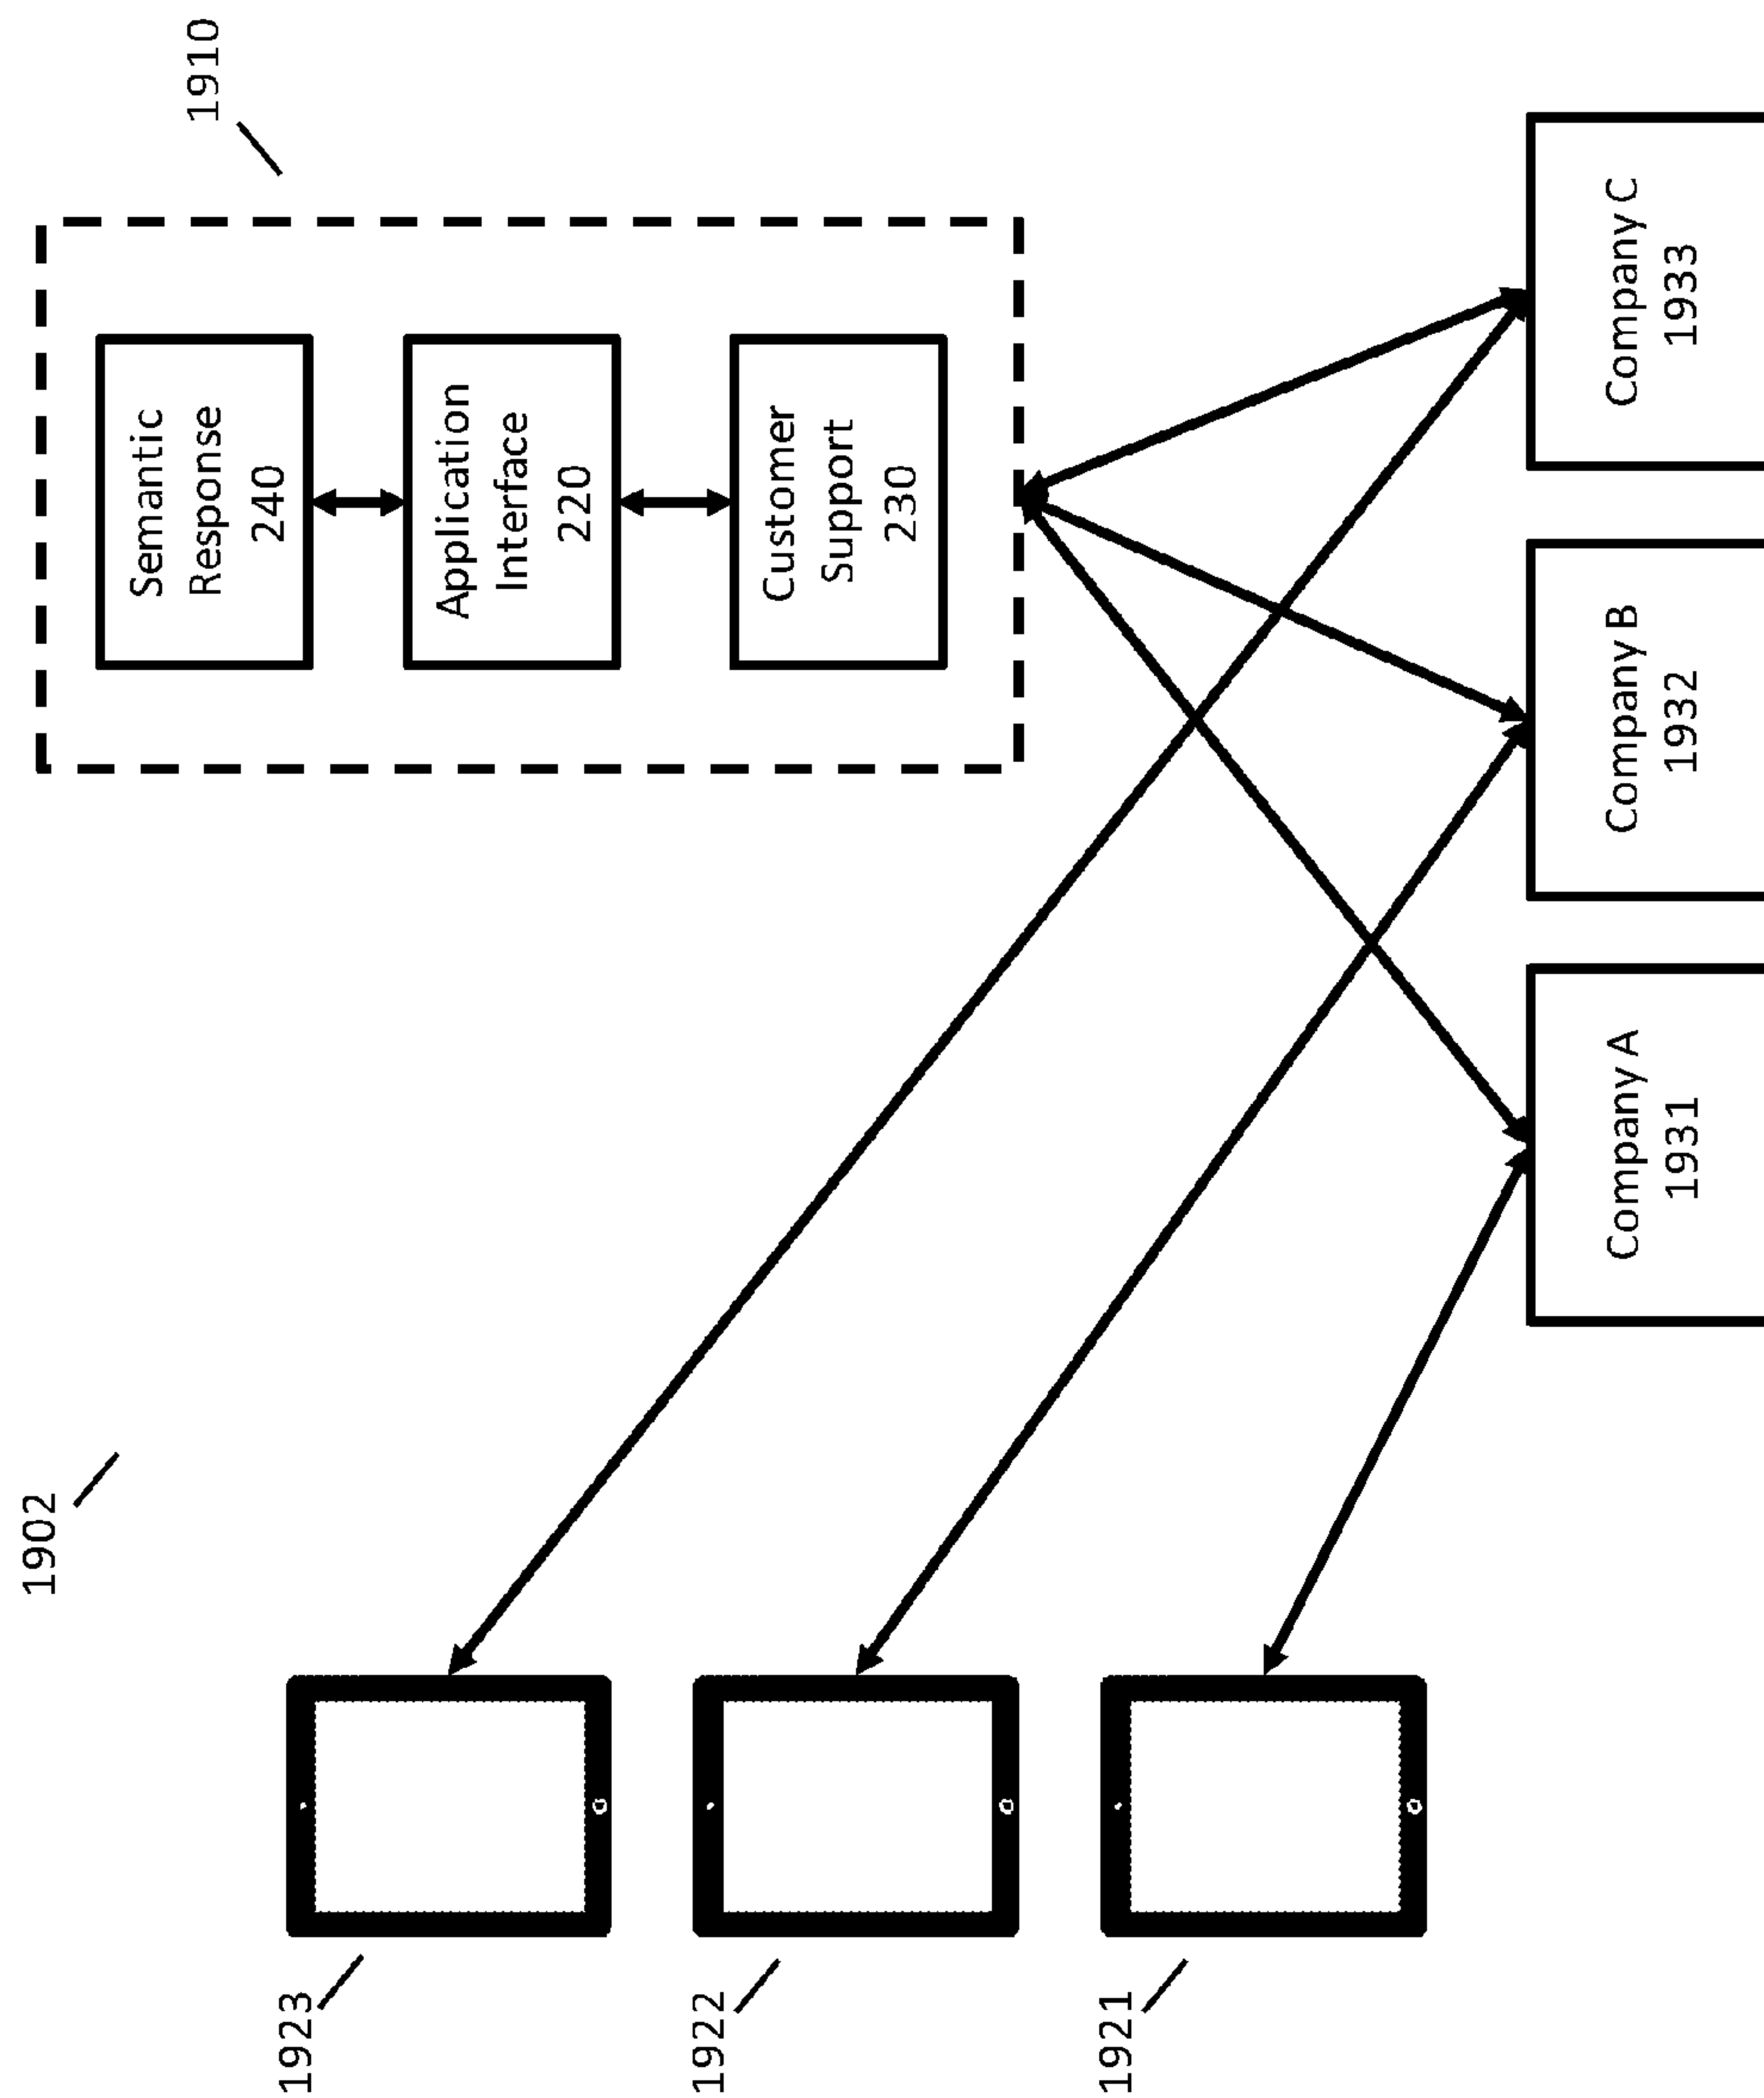 1902
1910
Semantic
Response
240
Application
Interface
220
Customer
Support
230
1923
1922
1921
Company A
1931
Company B
1932
Company C
1933